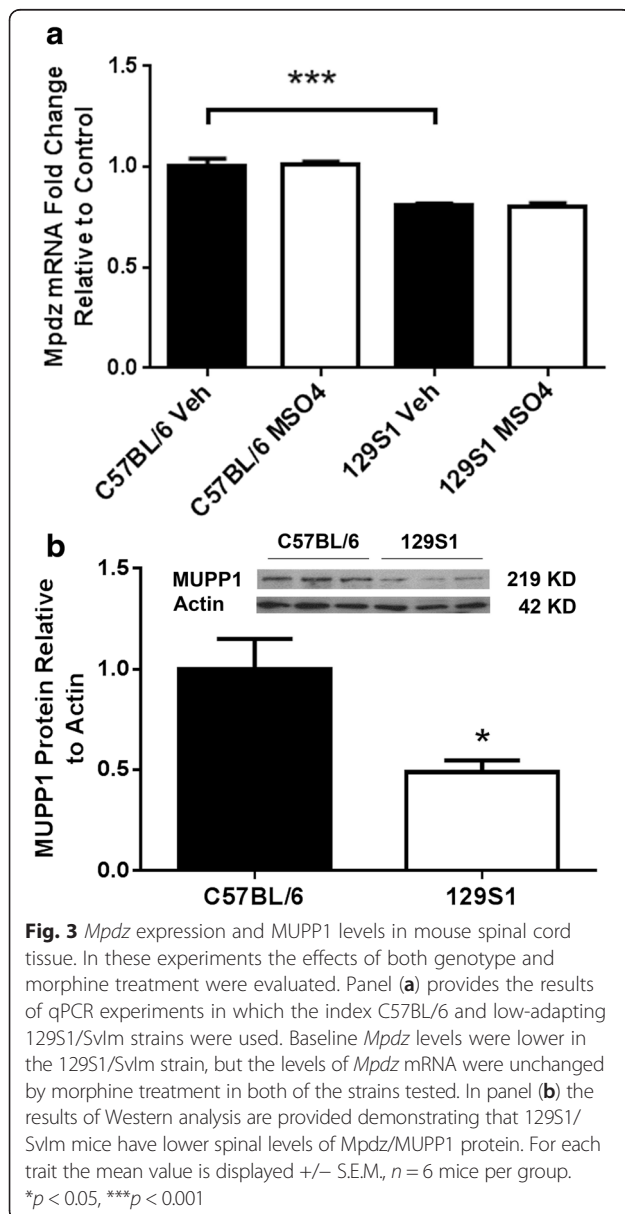 a
***
1.5
1.0
0.5
0.0
Mpdz mRNA Fold Change
Relative to Control
C57BL/6 Veh
C57BL/6 MSO4
129S1 Veh
129S1 MSO4
b
C57BL/6 129S1
MUPP1 219 KD
Actin 42 KD
1.5
1.0
0.5
0.0
MUPP1 Protein Relative
to Actin
*
C57BL/6
129S1
Fig. 3 Mpdz expression and MUPP1 levels in mouse spinal cord
tissue. In these experiments the effects of both genotype and
morphine treatment were evaluated. Panel (a) provides the results
of qPCR experiments in which the index C57BL/6 and low-adapting
129S1/SvIm strains were used. Baseline Mpdz levels were lower in
the 129S1/SvIm strain, but the levels of Mpdz mRNA were unchanged
by morphine treatment in both of the strains tested. In panel (b) the
results of Western analysis are provided demonstrating that 129S1/
SvIm mice have lower spinal levels of Mpdz/MUPP1 protein. For each
trait the mean value is displayed +/− S.E.M., n = 6 mice per group.
*p < 0.05, ***p < 0.001